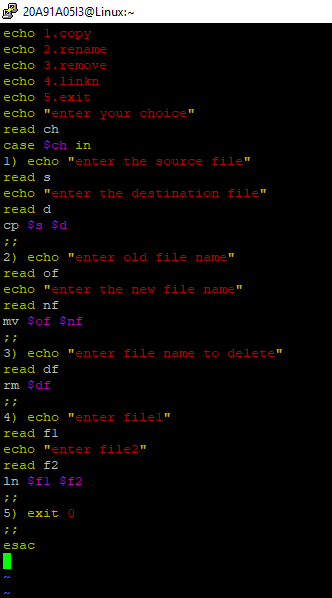 20A91A05I3@Linux:~
echo 1.copy
echo 2.rename
echo 3.remove
echo 4.linkn
echo 5.exit
echo "enter your choice"
read ch
case $ch in
1) echo "enter the source file"
read s
echo "enter the destination file"
read d
cp $s $d
;;
2) echo "enter old file name"
read of
echo "enter the new file name"
read nf
mv $of $nf
;;
3) echo "enter file name to delete"
read df
rm $df
;;
4) echo "enter file1"
read f1
echo "enter file2"
read f2
ln $f1 $f2
;;
5) exit 0
;;
esac
~
~